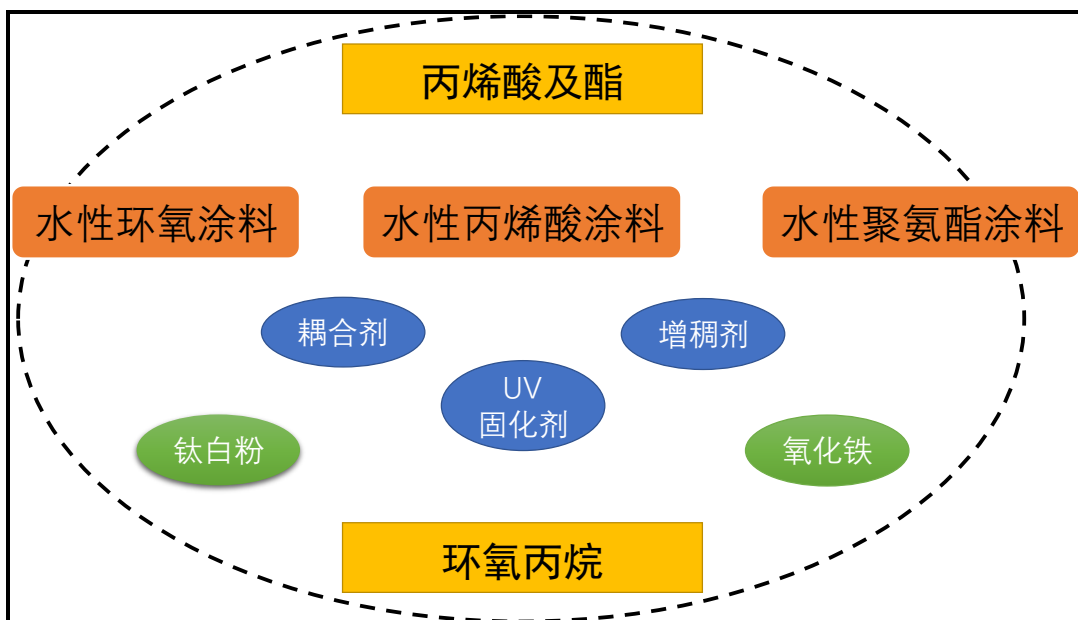 丙烯酸及酯
水性环氧涂料
水性丙烯酸涂料
水性聚氨酯涂料
耦合剂
增稠剂
UV
固化剂
钛白粉
氧化铁
环氧丙烷